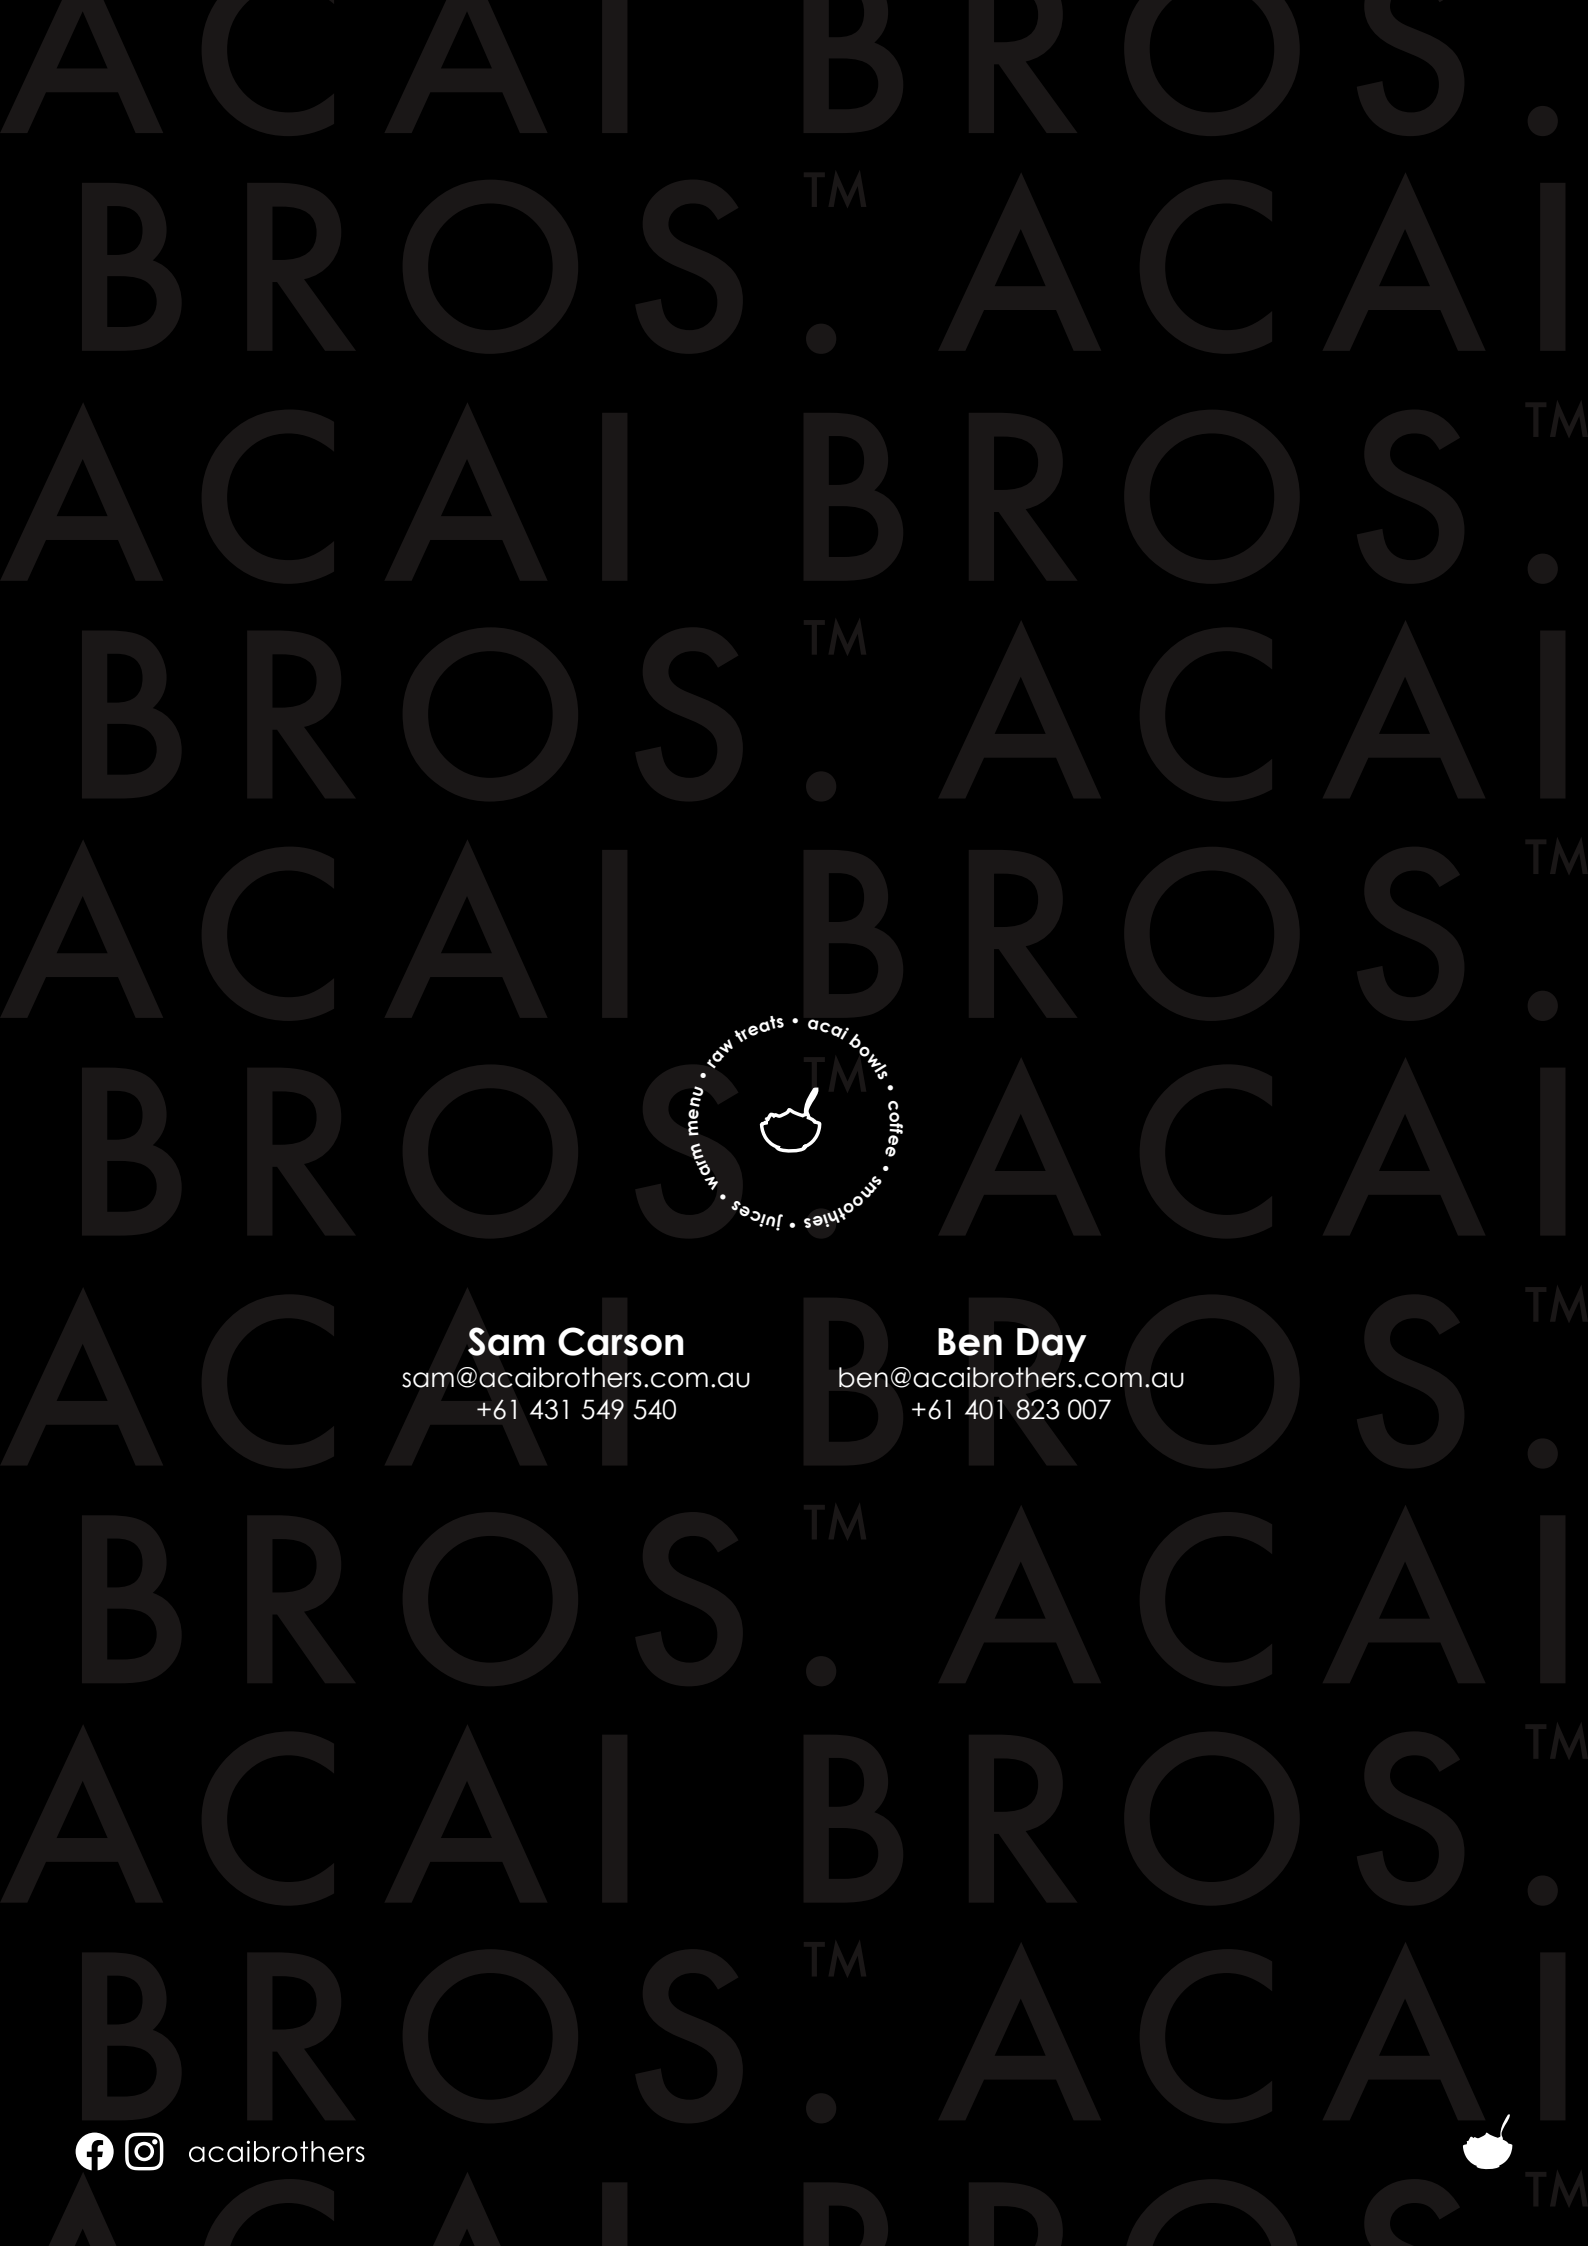 ACAI BROS.
BROS.™ ACAI
ACAI BROS.™
BROS.™ ACAI
ACAI BROS.™
raw treats • acai bowls • coffee • smoothies • juices • warm menu •
BROS.™ ACAI
ACAI BROS.™
Sam Carson
sam@acaibrothers.com.au
+61 431 549 540
Ben Day
ben@acaibrothers.com.au
+61 401 823 007
BROS.™ ACAI
ACAI BROS.™
BROS.™ ACAI
acaibrothers
ACAI BROS.™